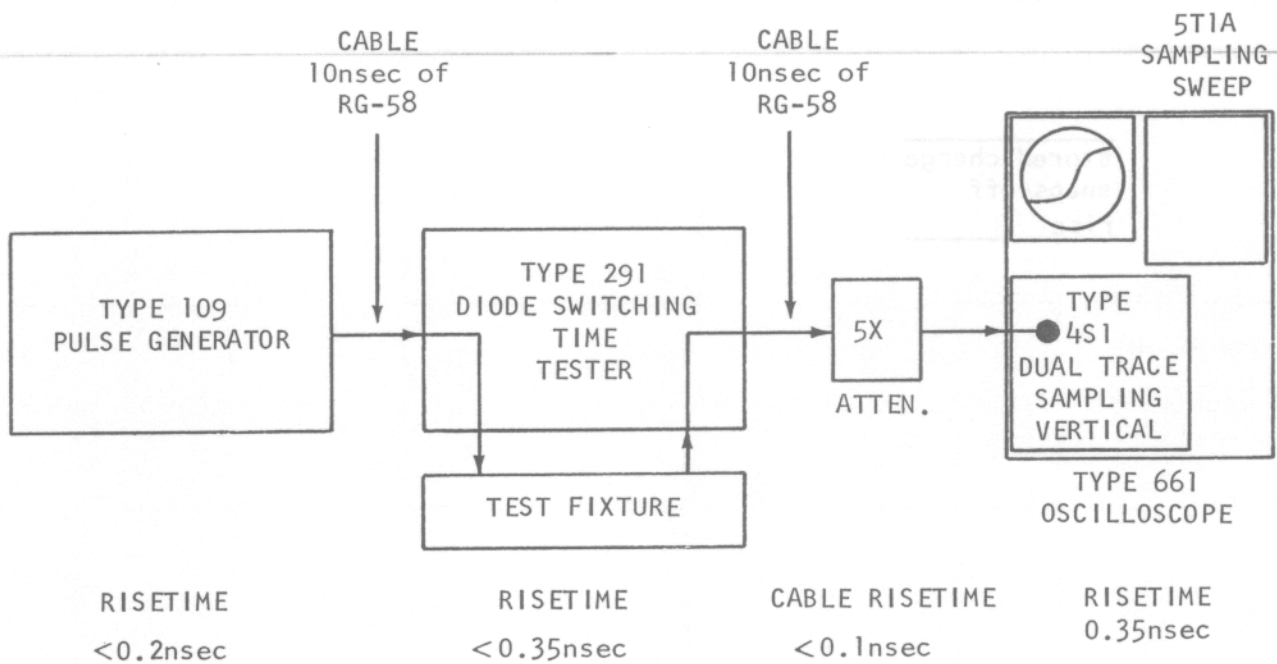 CABLE
10nsec of
RG-58
CABLE
10nsec of
RG-58
5T1A
SAMPLING
SWEEP
TYPE 109
PULSE GENERATOR
TYPE 291
DIODE SWITCHING
TIME
TESTER
5X
ATTEN.
TYPE
4S1
DUAL TRACE
SAMPLING
VERTICAL
TEST FIXTURE
TYPE 661
OSCILLOSCOPE
RISETIME
<0.2nsec
RISETIME
<0.35nsec
CABLE RISETIME
<0.1nsec
RISETIME
0.35nsec